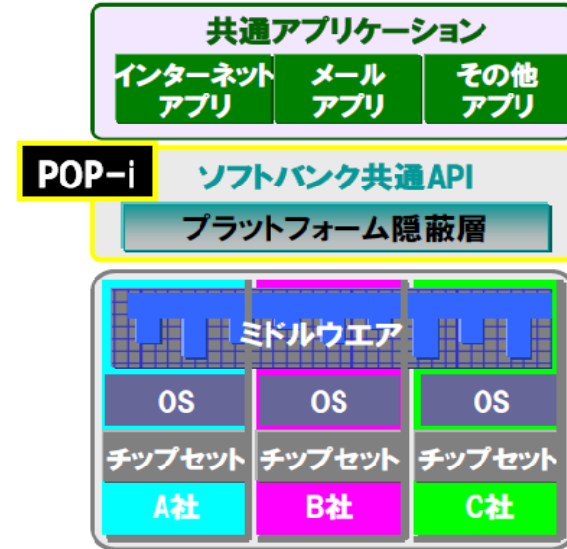 共通アプリケーション
インターネット メール その他
アプリ アプリ アプリ
POP-i ソフトバンク共通API
プラットフォーム隠蔽層
ミドルウエア
OS OS OS
チップセット チップセット チップセット
A社 B社 C社